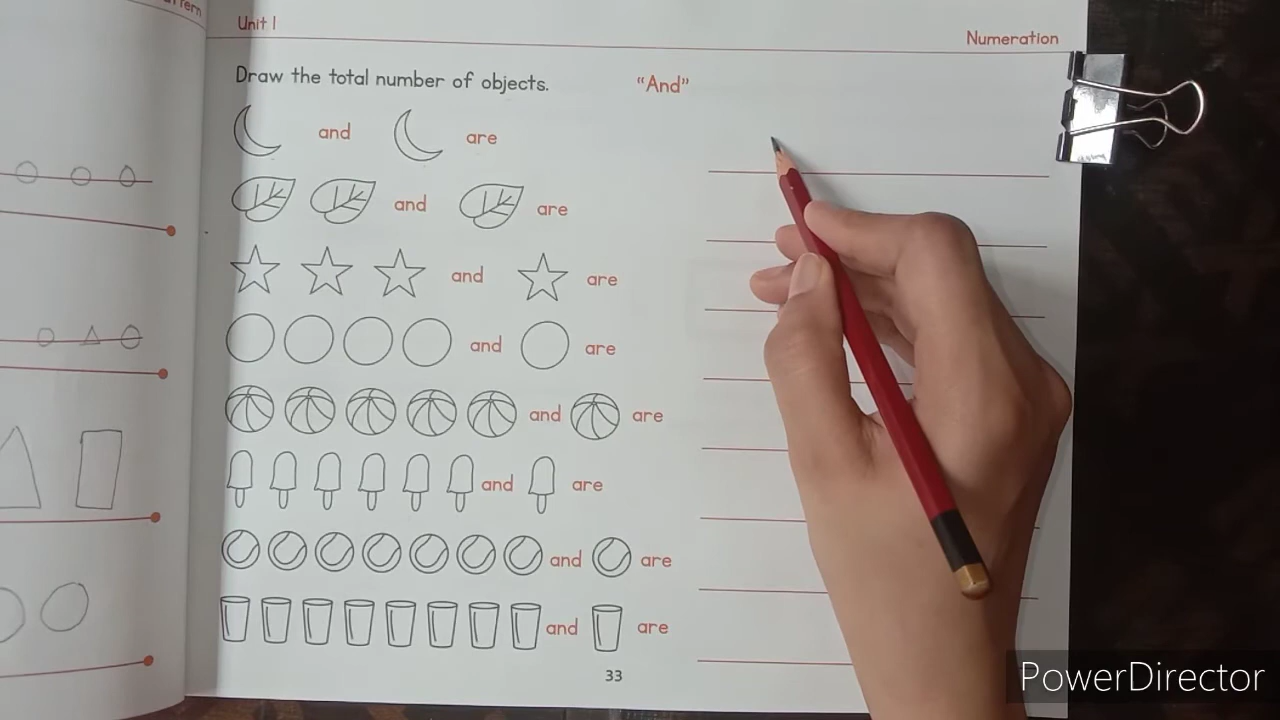 Unit 1
Numeration
Draw the total number of objects. “And”
and are
and are
and are
and are
and are
and are
and are
and are
33
PowerDirector